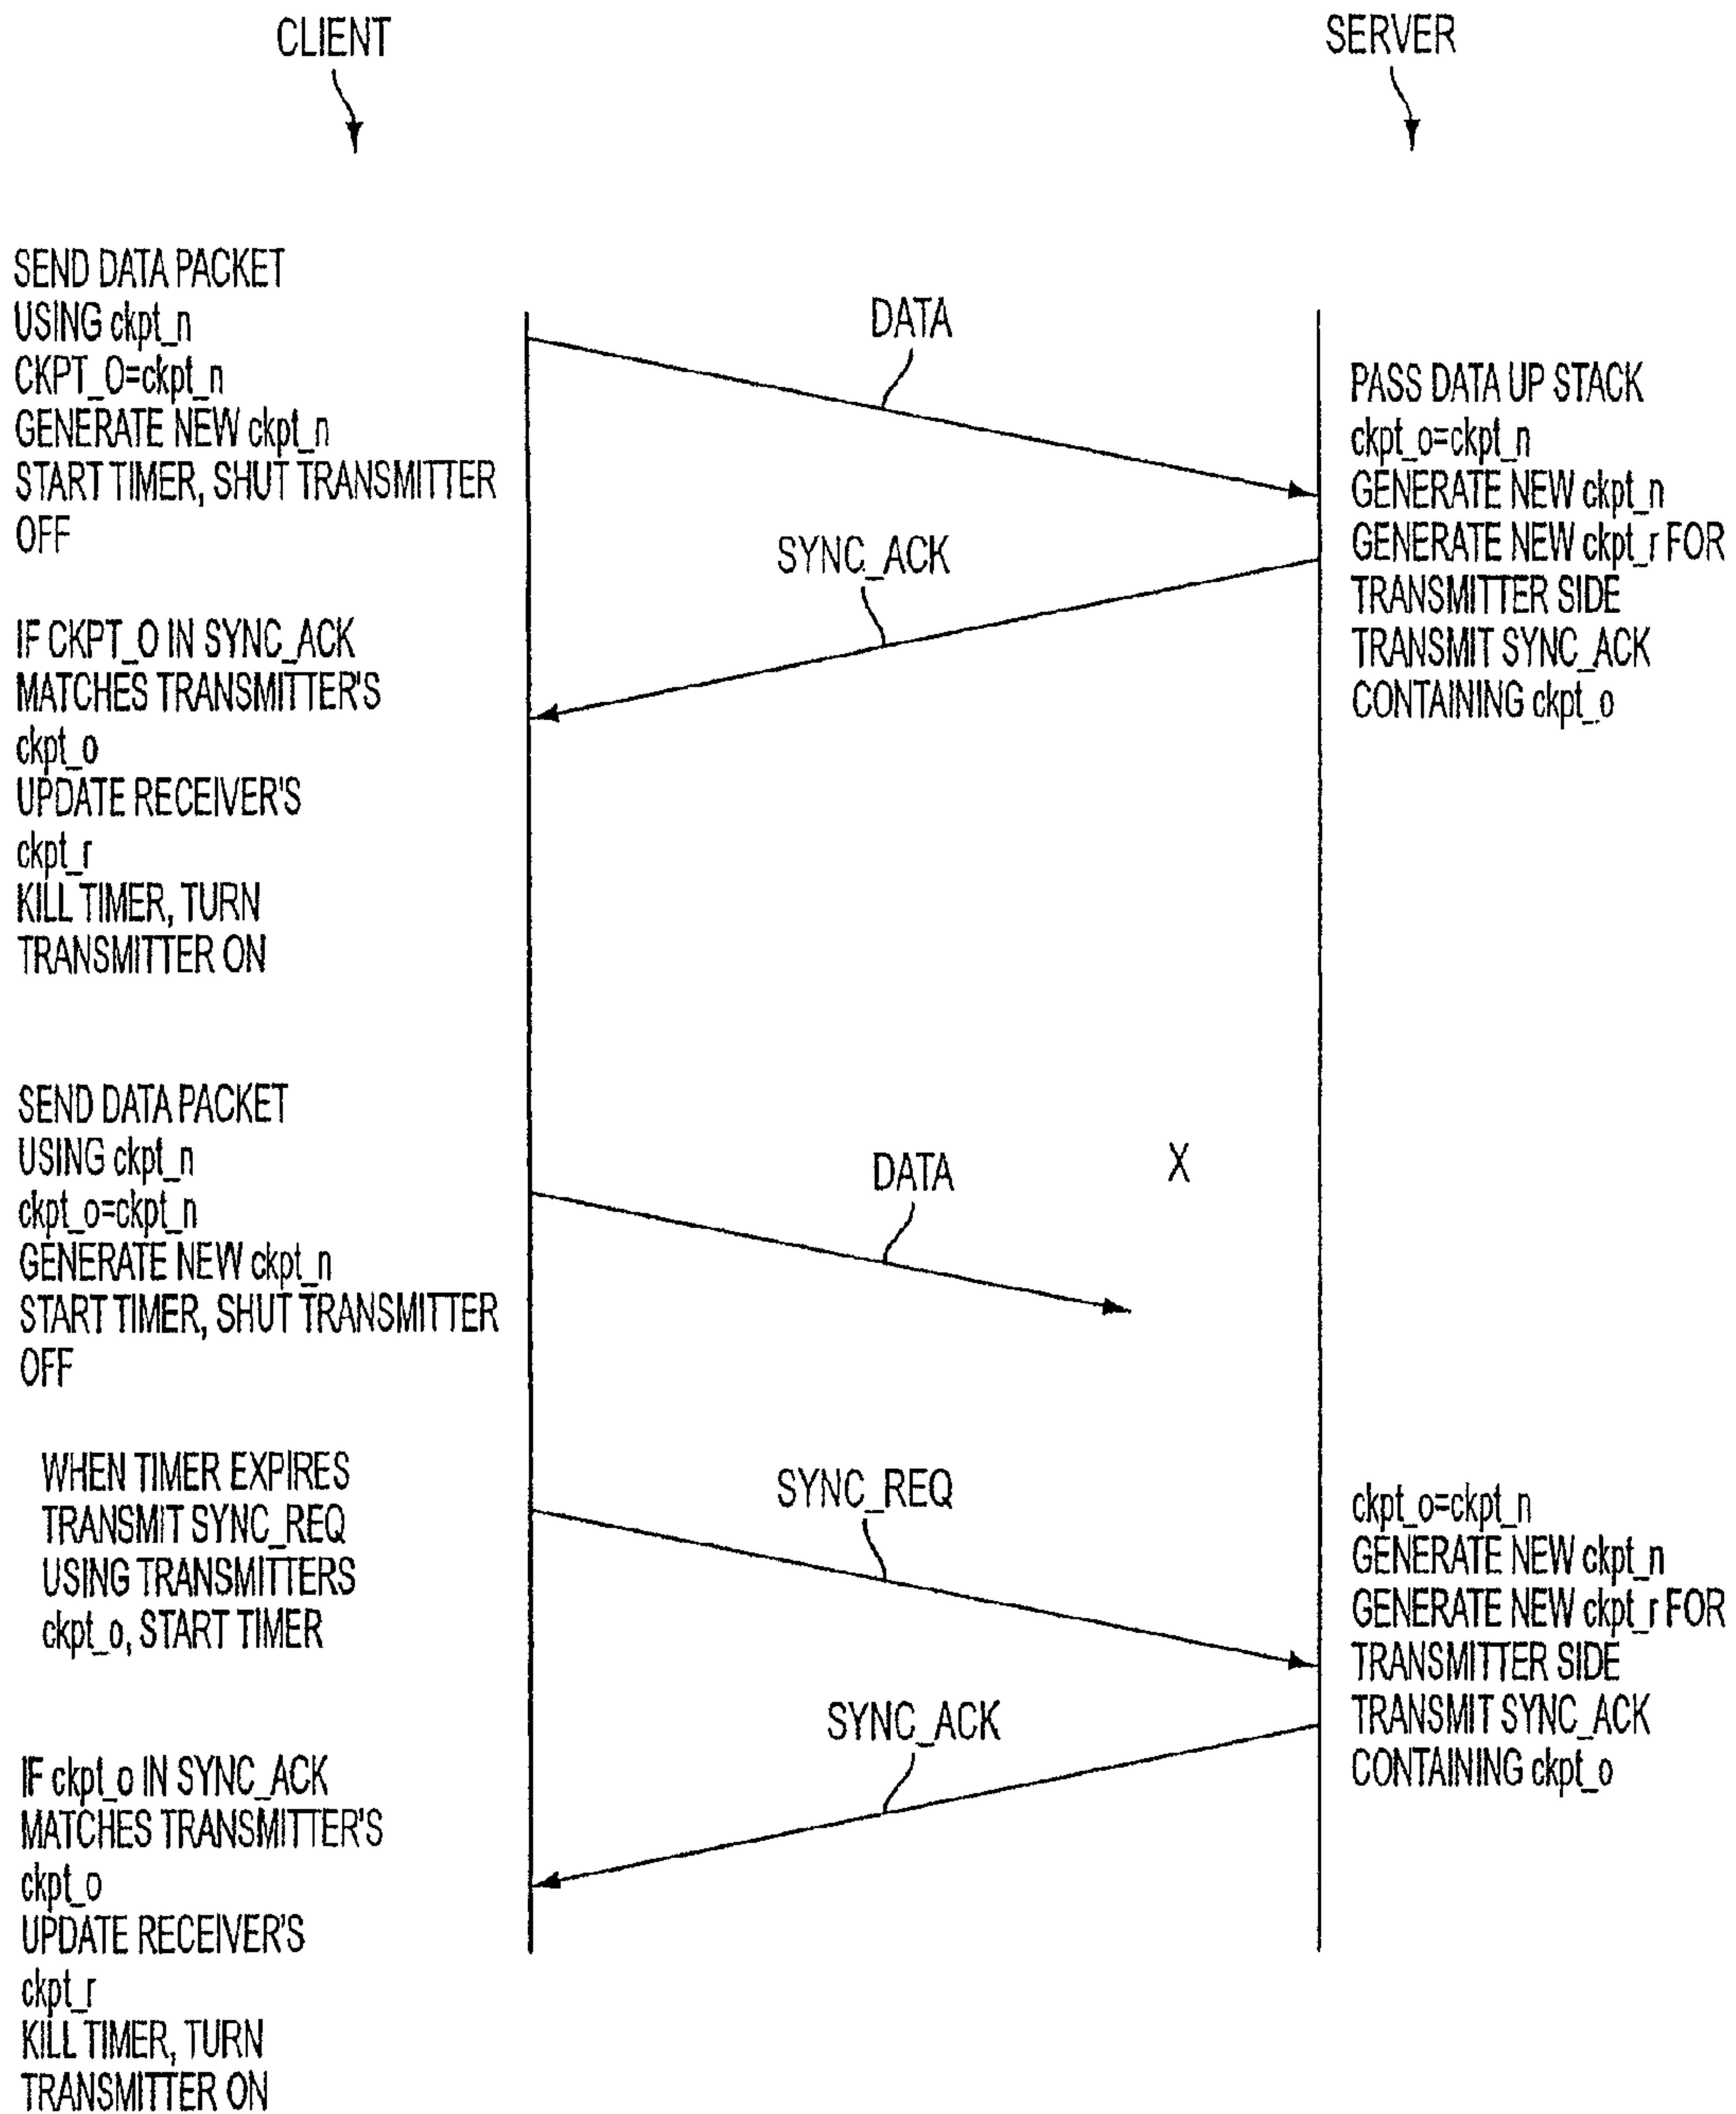 CLIENT
SERVER
SEND DATA PACKET
USING ckpt_n
CKPT_O=ckpt_n
GENERATE NEW ckpt_n
START TIMER, SHUT TRANSMITTER
OFF
DATA
PASS DATA UP STACK
ckpt_o=ckpt_n
GENERATE NEW ckpt_n
GENERATE NEW ckpt_r FOR
TRANSMITTER SIDE
TRANSMIT SYNC_ACK
CONTAINING ckpt_o
SYNC_ACK
IF CKPT_O IN SYNC_ACK
MATCHES TRANSMITTER'S
ckpt_o
UPDATE RECEIVER'S
ckpt_r
KILL TIMER, TURN
TRANSMITTER ON
SEND DATA PACKET
USING ckpt_n
ckpt_o=ckpt_n
GENERATE NEW ckpt_n
START TIMER, SHUT TRANSMITTER
OFF
DATA
X
WHEN TIMER EXPIRES
TRANSMIT SYNC_REQ
USING TRANSMITTERS
ckpt_o, START TIMER
SYNC_REQ
ckpt_o=ckpt_n
GENERATE NEW ckpt_n
GENERATE NEW ckpt_r FOR
TRANSMITTER SIDE
TRANSMIT SYNC_ACK
CONTAINING ckpt_o
SYNC_ACK
IF ckpt_o IN SYNC_ACK
MATCHES TRANSMITTER'S
ckpt_o
UPDATE RECEIVER'S
ckpt_r
KILL TIMER, TURN
TRANSMITTER ON